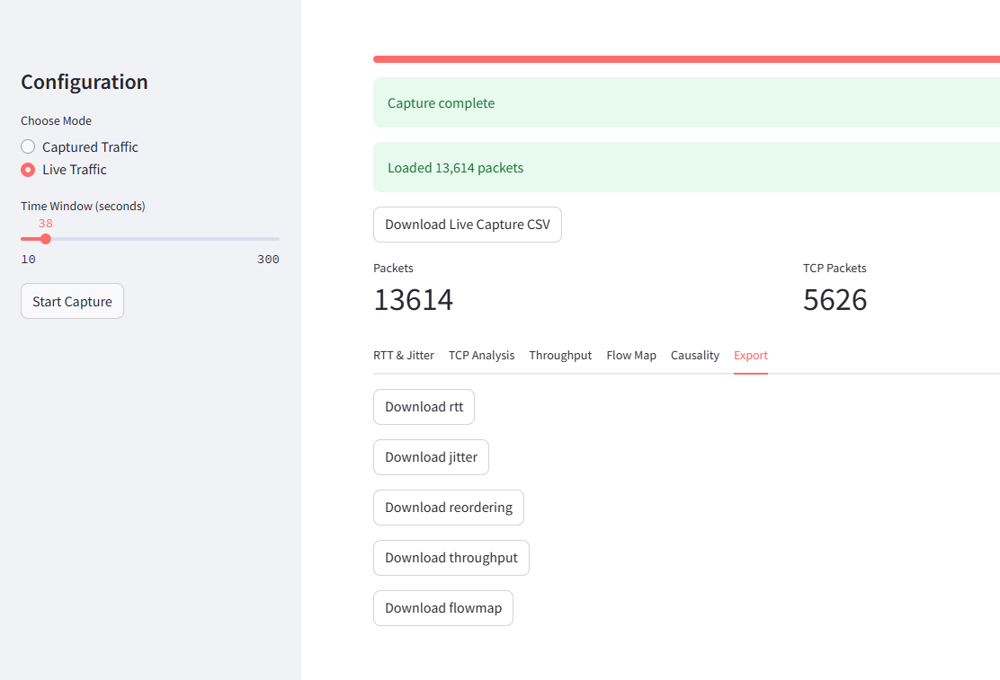 Configuration
Choose Mode
Captured Traffic
Live Traffic
Time Window (seconds)
38
10 300
Start Capture
Capture complete
Loaded 13,614 packets
Download Live Capture CSV
Packets TCP Packets
13614 5626
RTT & Jitter TCP Analysis Throughput Flow Map Causality Export
Download rtt
Download jitter
Download reordering
Download throughput
Download flowmap